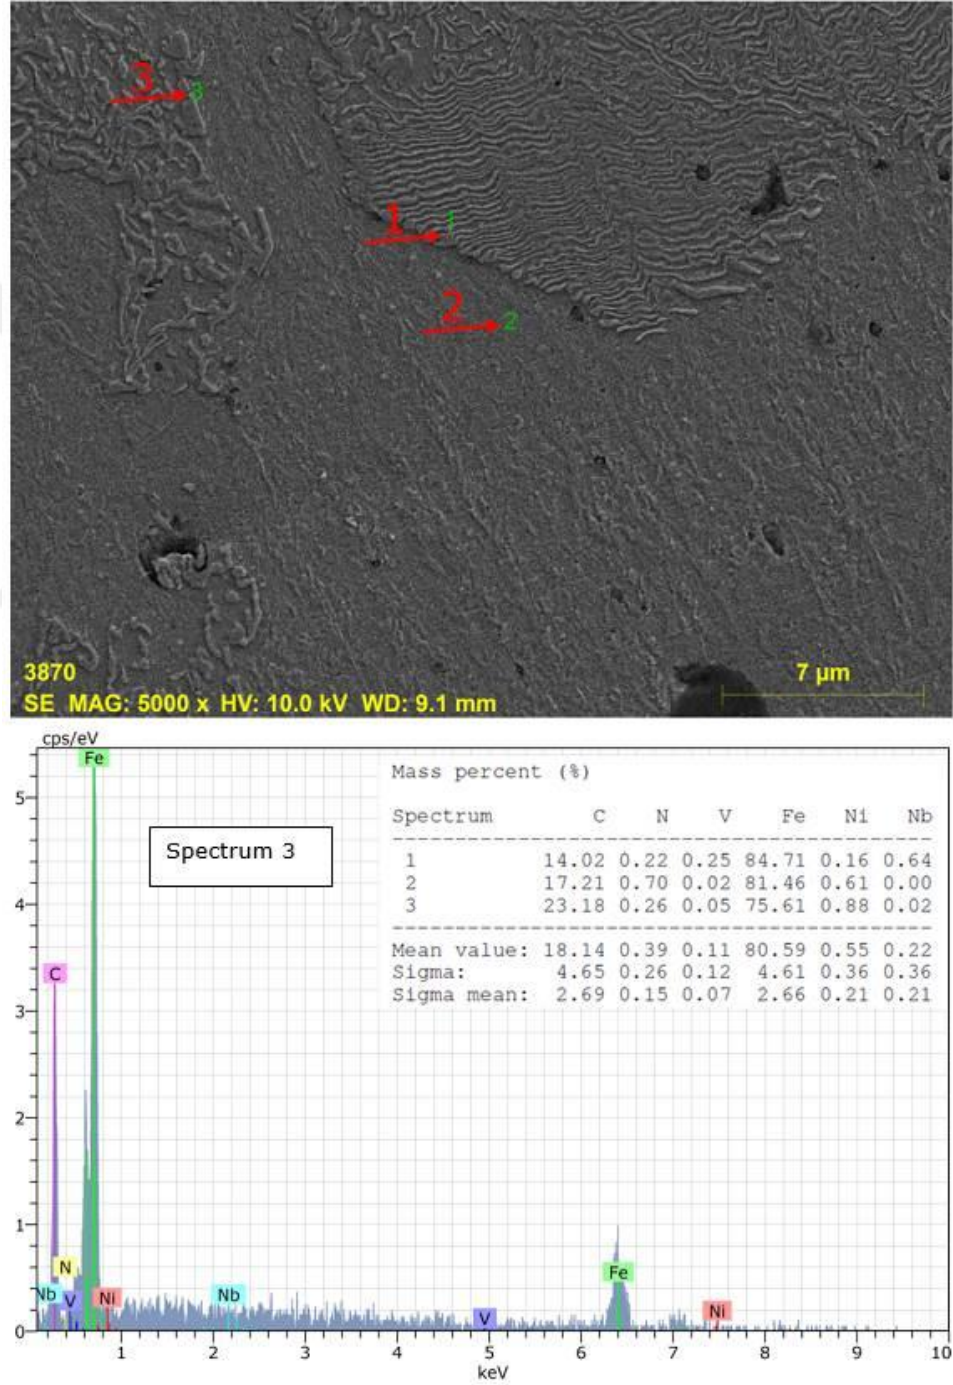 3 3
1 1
2 2
3870
7 µm
SE MAG: 5000 x HV: 10.0 kV WD: 9.1 mm
cps/eV
Fe
Mass percent (%)
Spectrum C N V Fe Ni Nb
1 14.02 0.22 0.25 84.71 0.16 0.64
2 17.21 0.70 0.02 81.46 0.61 0.00
3 23.18 0.26 0.05 75.61 0.88 0.02
Mean value: 18.14 0.39 0.11 80.59 0.55 0.22
Sigma: 4.65 0.26 0.12 4.61 0.36 0.36
Sigma mean: 2.69 0.15 0.07 2.66 0.21 0.21
Spectrum 3
5
4
C
3
2
1
N
Fe
Nb V Ni Nb V Ni
0
1 2 3 4 5 6 7 8 9 10
keV